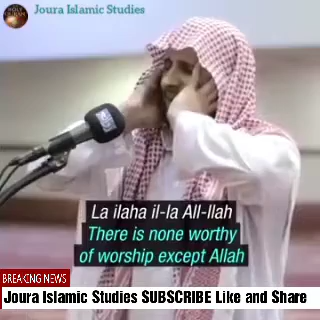 Joura Islamic Studies
La ilaha il-la All-llah
There is none worthy
of worship except Allah
BREAKING NEWS
Joura Islamic Studies SUBSCRIBE Like and Share